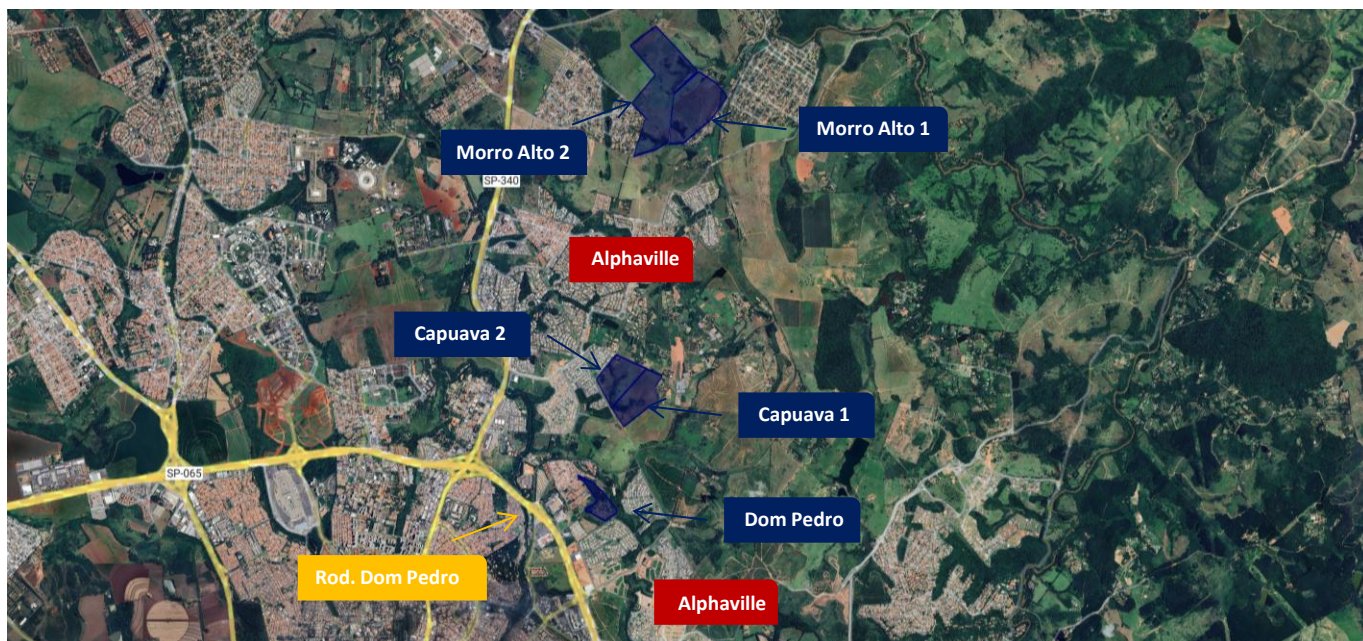 Morro Alto 1
Morro Alto 2
SP-340
Alphaville
Capuava 2
Capuava 1
SP-065
Dom Pedro
Rod. Dom Pedro
Alphaville